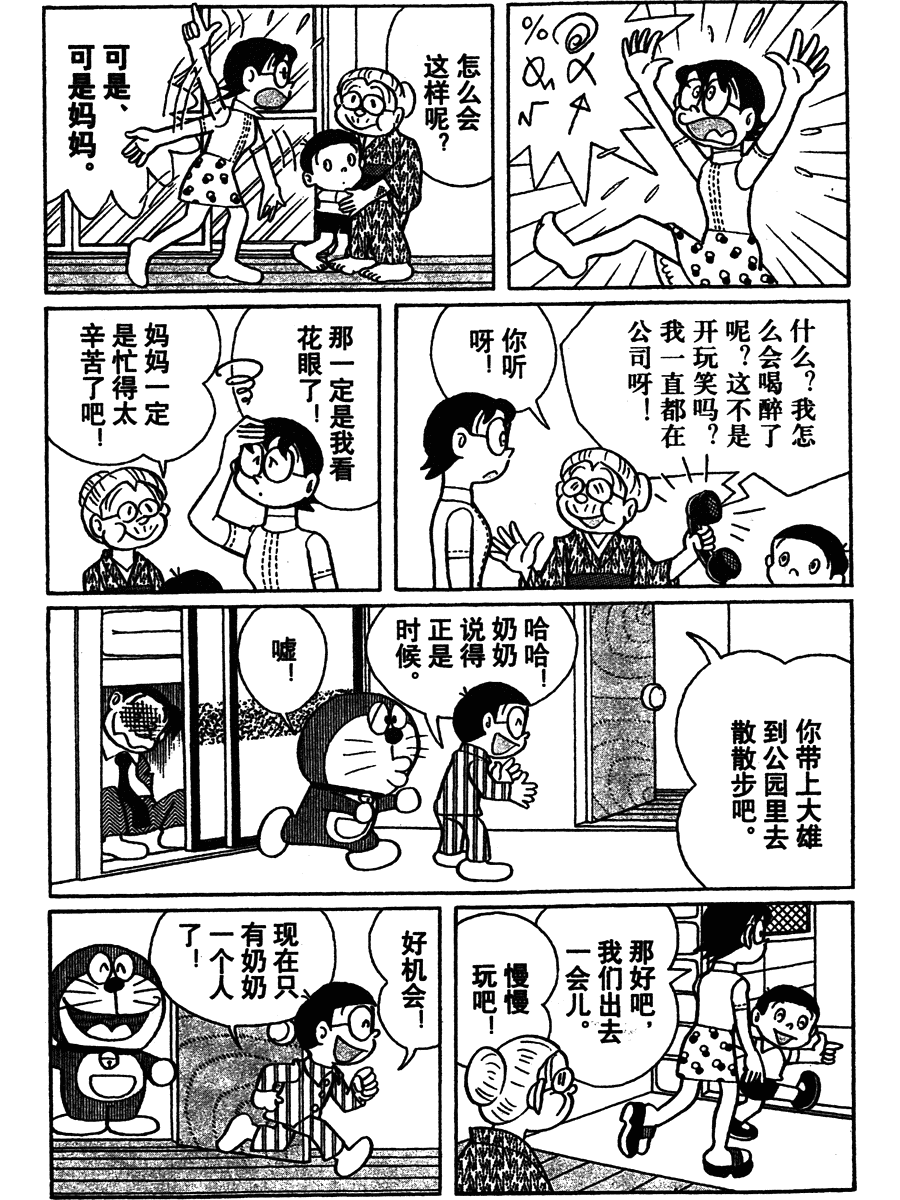 怎么会
这样呢？
可是、
可是妈妈。
什么？我怎
么会喝醉了
呢？这不是
开玩笑吗？
我一直都在
公司呀！
你听
呀！
那一定是我看
花眼了！
妈妈一定
是忙得太
辛苦了吧！
你带上大雄
到公园里去
散散步吧。
哈哈！
奶奶
说得
正是
时候。
嘘！
那好吧，
我们出去
一会儿。
慢慢
玩吧！
好机会！
现在只
有奶奶
一个人
了！